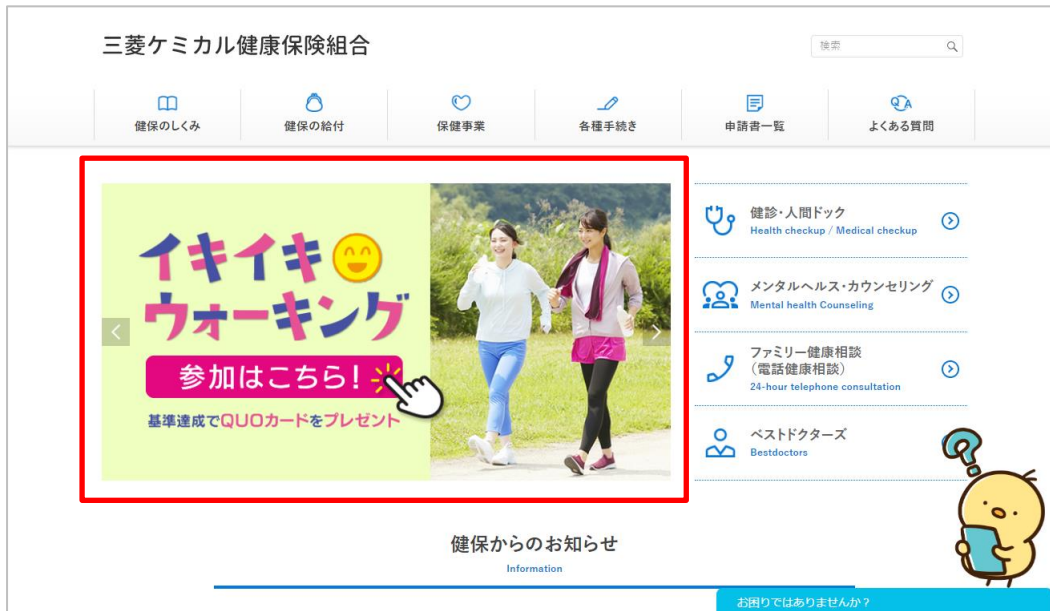 三菱ケミカル健康保険組合
検索
健保のしくみ
健保の給付
保健事業
各種手続き
申請書一覧
Q A
よくある質問
イキイキ
ウォーキング
参加はこちら!
基準達成でQUOカードをプレゼント
健診・人間ドック
Health checkup / Medical checkup
メンタルヘルス・カウンセリング
Mental health Counseling
ファミリー健康相談
（電話健康相談）
24-hour telephone consultation
ベストドクターズ
Bestdoctors
?
健保からのお知らせ
Information
お困りではありませんか？